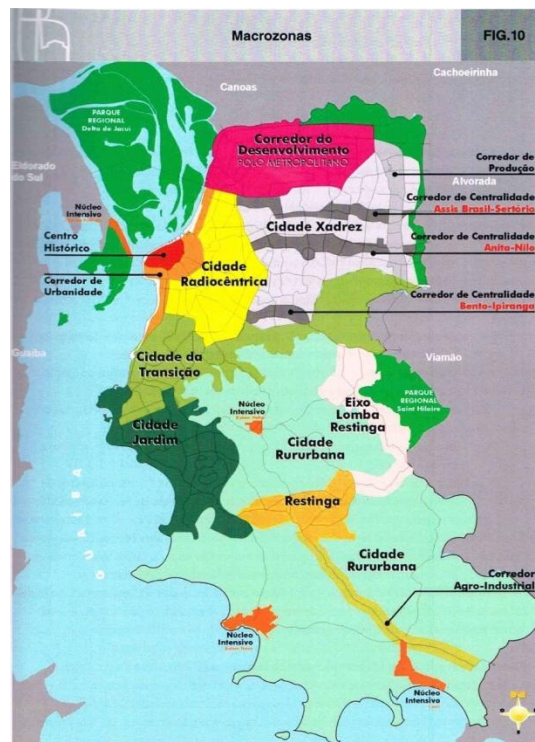 Macrozonas
FIG.10
Canoas
Cachoeirinha
PARQUE
REGIONAL
Delta do Jacuí
Eldorado
do Sul
Corredor do
Desenvolvimento
POLO METROPOLITANO
Corredor de
Produção
Alvorada
Núcleo
Intensivo
Corredor de Centralidade
Assis Brasil-Sertório
Cidade Xadrez
Centro
Histórico
Corredor de Centralidade
Anita-Nilo
Cidade
Radiocêntrica
Corredor de
Urbanidade
Corredor de Centralidade
Bento-Ipiranga
Guaíba
Cidade da
Transição
Viamão
PARQUE
REGIONAL
Saint Hilaire
Eixo
Lomba
Restinga
Núcleo
Intensivo
Cidade
Jardim
Cidade
Rururbana
GUAÍBA
Restinga
Cidade
Rururbana
Corredor
Agro-Industrial
Núcleo
Intensivo
Núcleo
Intensivo